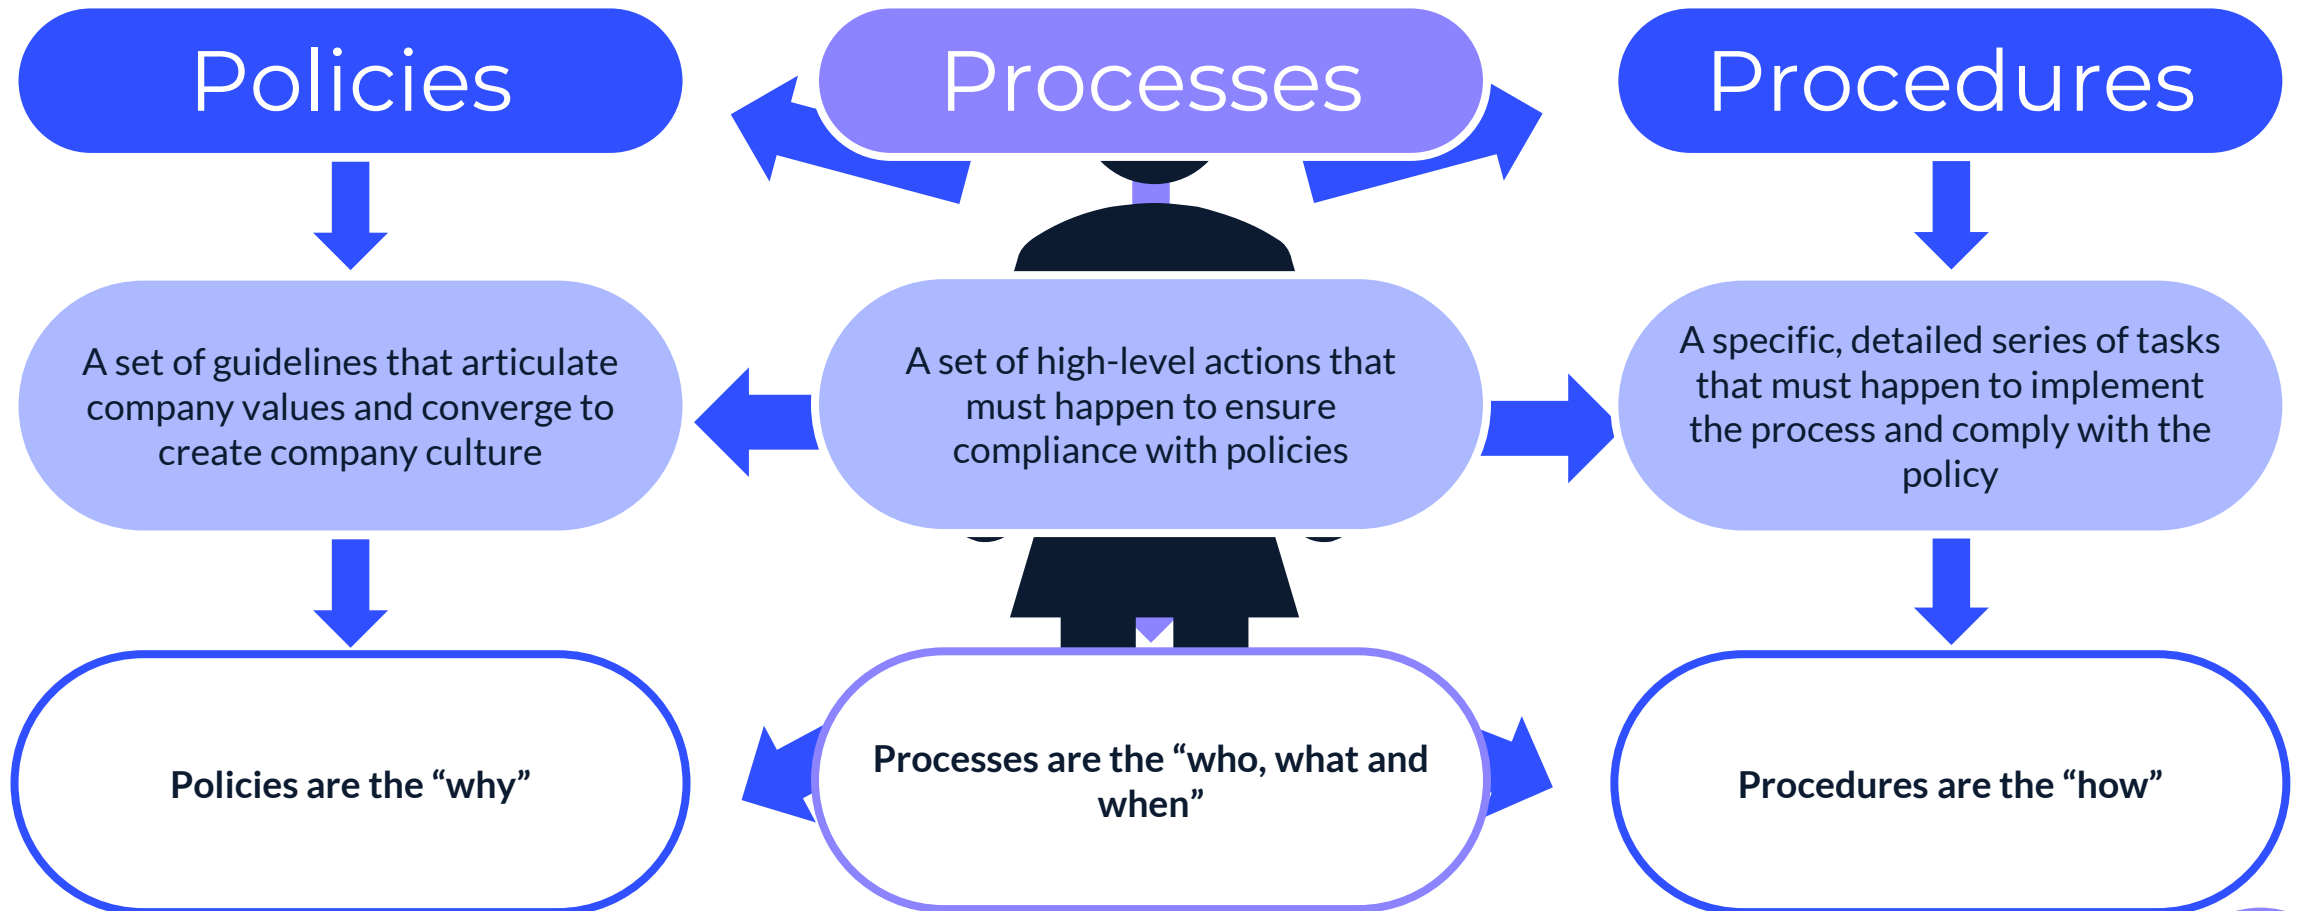 Policies
Processes
Procedures
A set of guidelines that articulate
company values and converge to
create company culture
A set of high-level actions that
must happen to ensure
compliance with policies
A specific, detailed series of tasks
that must happen to implement
the process and comply with the
policy
Policies are the “why”
Processes are the “who, what and
when”
Procedures are the “how”